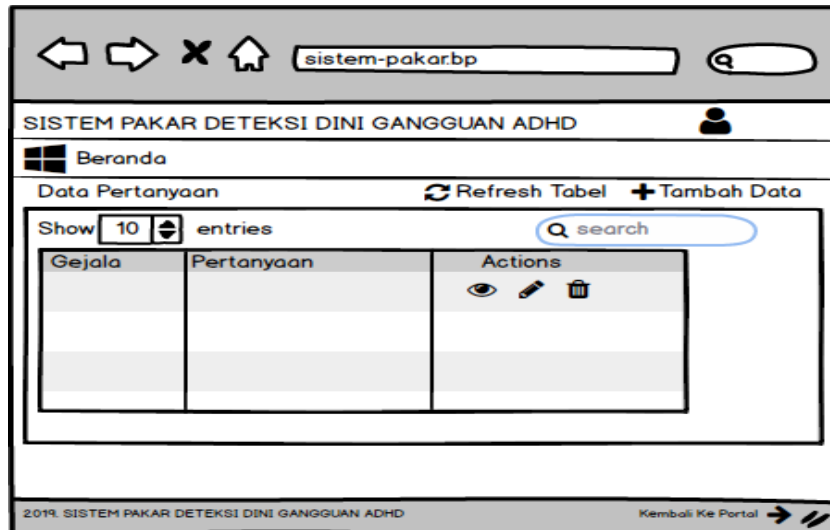 sistem-pakar.bp
SISTEM PAKAR DETEKSI DINI GANGGUAN ADHD
Beranda
Data Pertanyaan Refresh Tabel Tambah Data
Show 10 entries search
Gejala Pertanyaan Actions
2019. SISTEM PAKAR DETEKSI DINI GANGGUAN ADHD Kembali Ke Portal